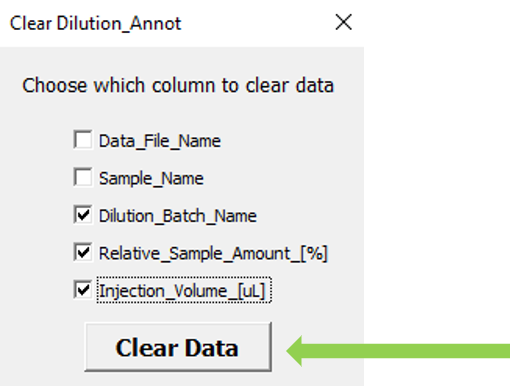 Clear Dilution_Annot
Choose which column to clear data
Data_File_Name
Sample_Name
Dilution_Batch_Name
Relative_Sample_Amount_[%]
Injection_Volume_[uL]
Clear Data